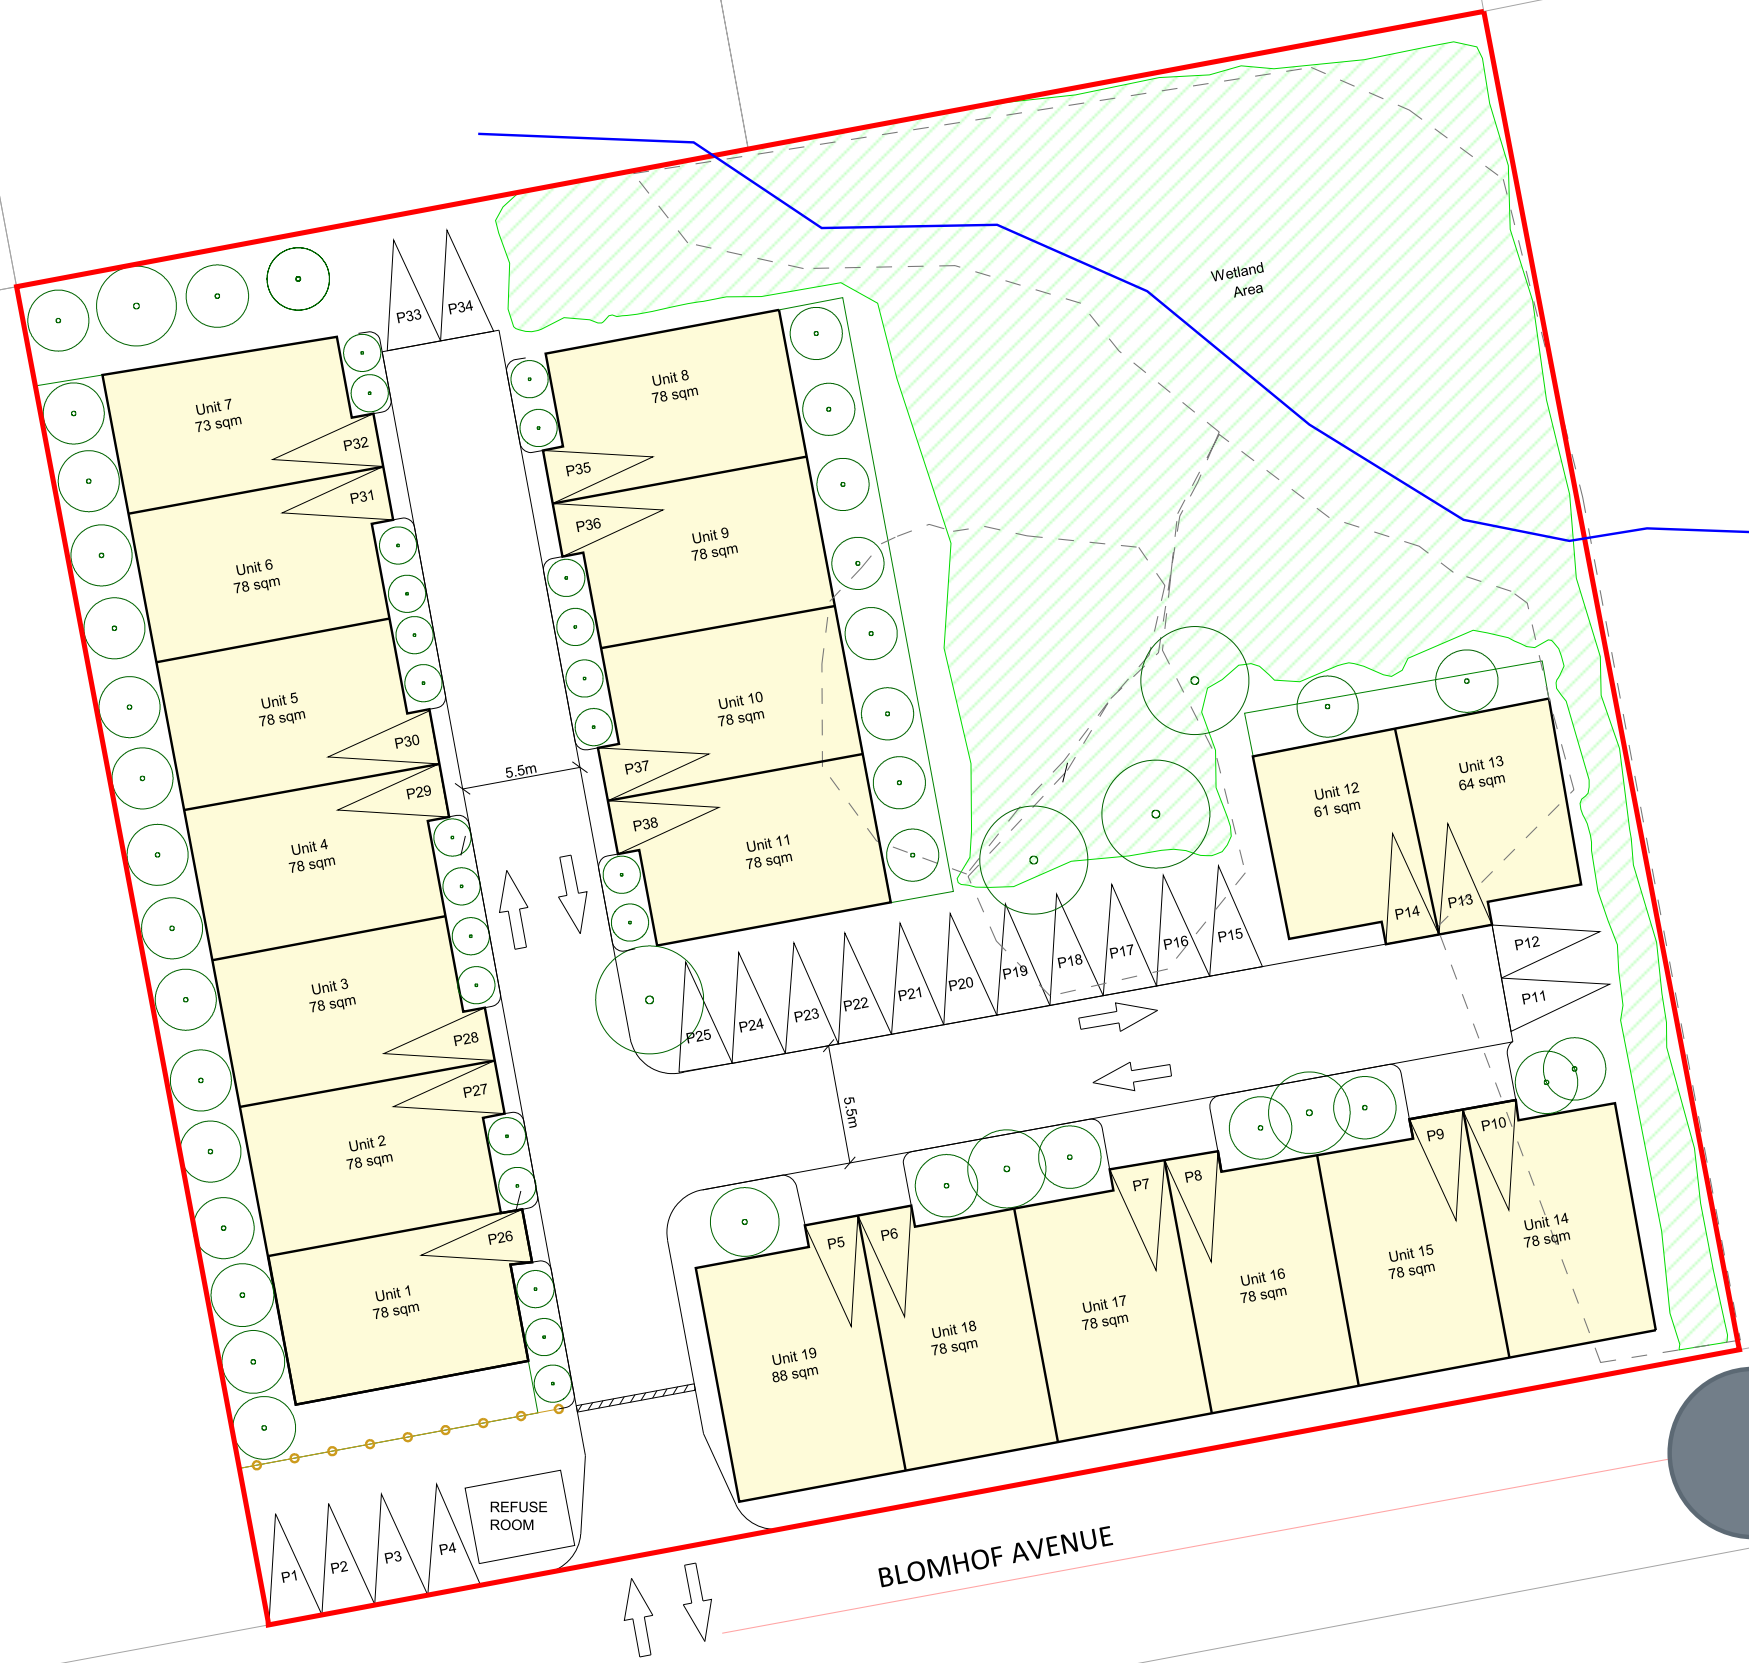 Wetland
Area
P33
P34
Unit 7
73 sqm
P32
P31
Unit 6
78 sqm
Unit 5
78 sqm
P30
P29
Unit 4
78 sqm
Unit 3
78 sqm
P28
P27
Unit 2
78 sqm
P26
Unit 1
78 sqm
Unit 8
78 sqm
P35
P36
Unit 9
78 sqm
Unit 10
78 sqm
P37
P38
Unit 11
78 sqm
5.5m
Unit 12
61 sqm
Unit 13
64 sqm
P14
P13
P12
P11
P25
P24
P23
P22
P21
P20
P19
P18
P17
P16
P15
5.5m
P5
P6
P7
P8
P9
P10
Unit 19
88 sqm
Unit 18
78 sqm
Unit 17
78 sqm
Unit 16
78 sqm
Unit 15
78 sqm
Unit 14
78 sqm
P1
P2
P3
P4
REFUSE
ROOM
BLOMHOF AVENUE